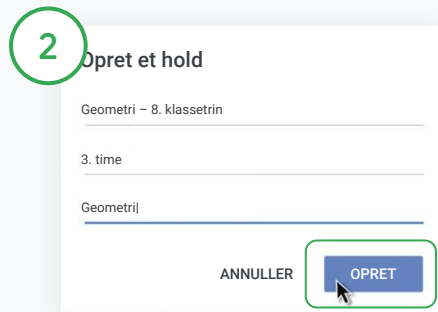 2
Opret et hold
Geometri – 8. klassetrin
3. time
Geometri
ANNULLER OPRET